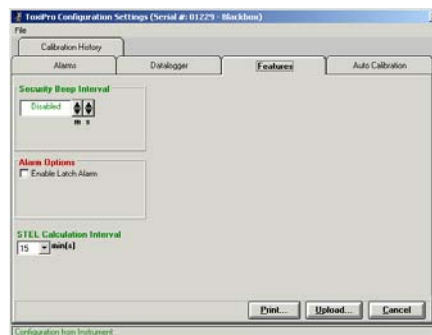 ToxiPro Configuration Settings (Serial #: 01229 - Blackbox)
File
Calibration History
Alarms
Datalogger
Features
Auto Calibration
Security Beep Interval
Disabled
m s
Alarm Options
Enable Latch Alarm
STEL Calculation Interval
15 min(s)
Print... Upload... Cancel
Configuration from Instrument